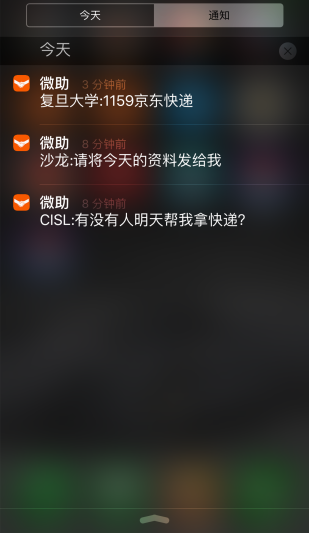 今天 通知
今天
微助 3 分钟前
复旦大学:1159京东快递
微助 8 分钟前
沙龙:请将今天的资料发给我
微助 8 分钟前
CISL:有没有人明天帮我拿快递?